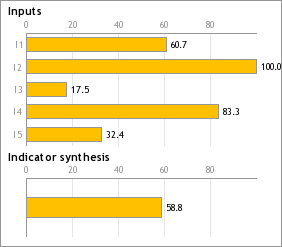 Inputs
0 20 40 60 80
I1 60.7
I2 100.0
I3 17.5
I4 83.3
I5 32.4
Indicator synthesis
0 20 40 60 80
58.8